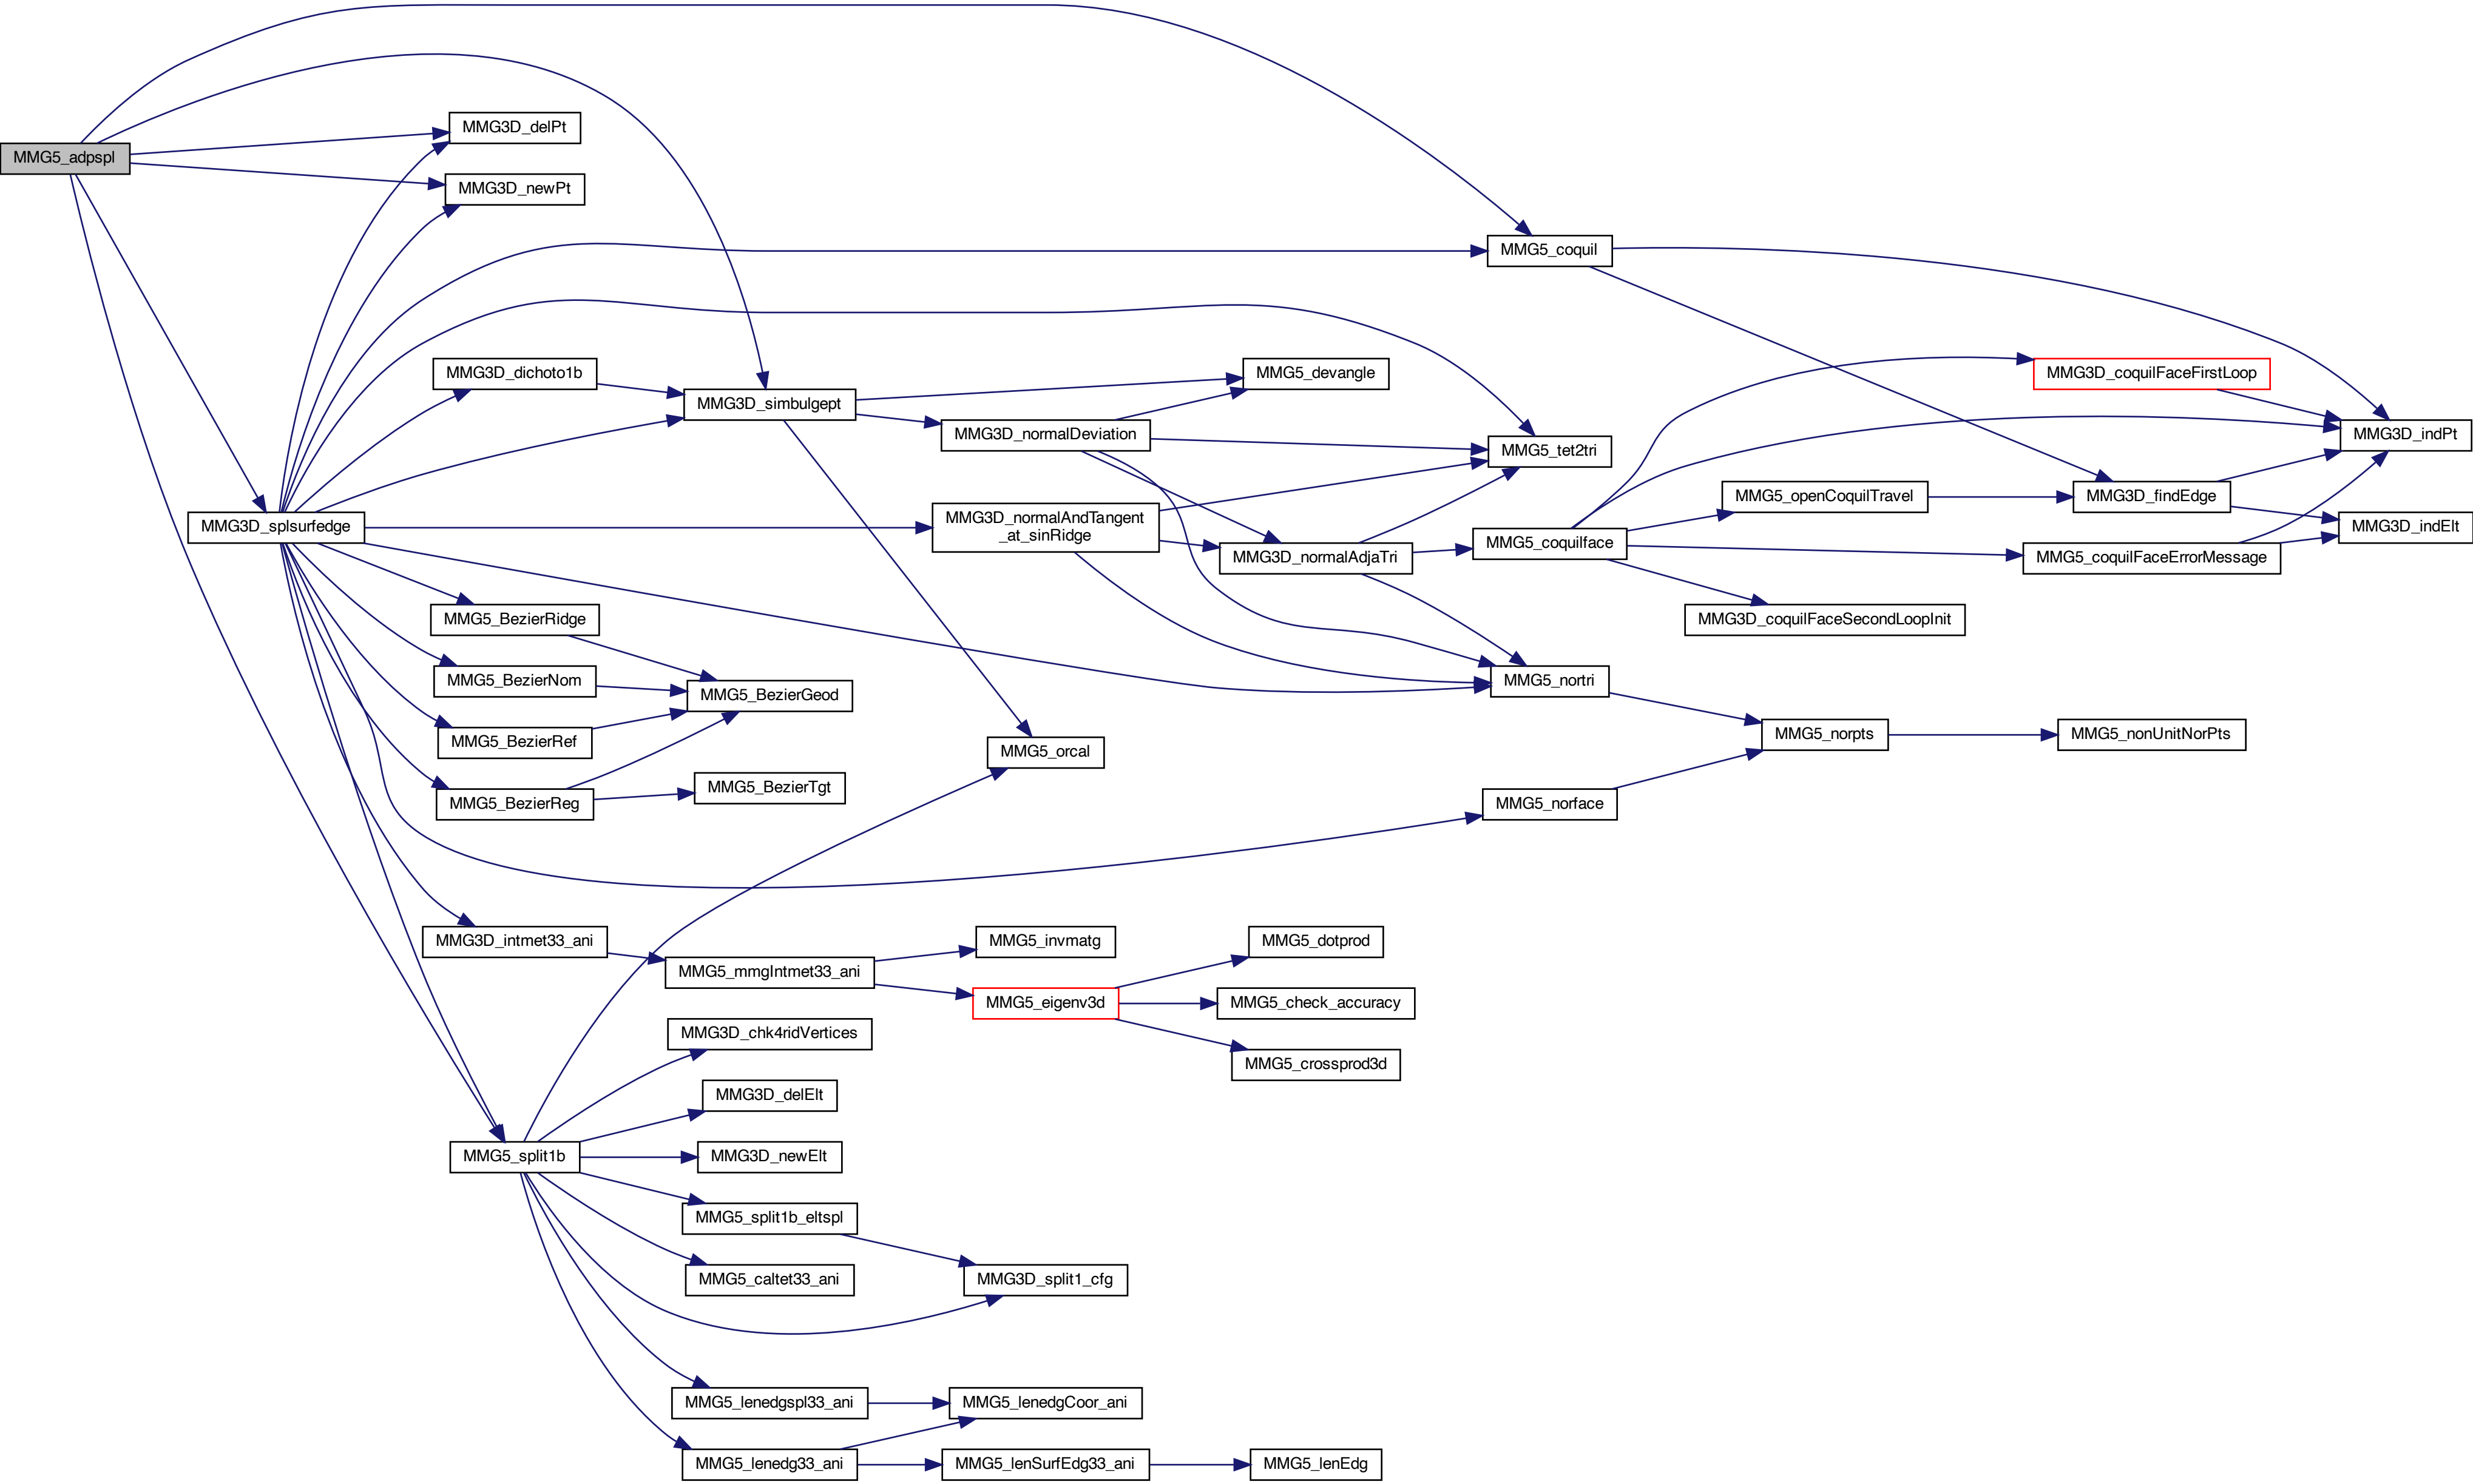 MMG5_adpspl
MMG3D_delPt
MMG3D_newPt
MMG5_coquil
MMG3D_dichoto1b
MMG3D_simbulgept
MMG5_devangle
MMG3D_normalDeviation
MMG5_tet2tri
MMG3D_coquilFaceFirstLoop
MMG3D_indPt
MMG3D_splsurfedge
MMG3D_normalAndTangent
_at_sinRidge
MMG3D_normalAdjaTri
MMG5_coquilface
MMG5_openCoquilTravel
MMG3D_findEdge
MMG3D_indElt
MMG5_coquilFaceErrorMessage
MMG3D_coquilFaceSecondLoopInit
MMG5_BezierRidge
MMG5_BezierNom
MMG5_BezierGeod
MMG5_BezierRef
MMG5_BezierReg
MMG5_BezierTgt
MMG5_orcal
MMG5_nortri
MMG5_norpts
MMG5_nonUnitNorPts
MMG5_norface
MMG3D_intmet33_ani
MMG5_mmgIntmet33_ani
MMG5_invmatg
MMG5_eigenv3d
MMG5_dotprod
MMG5_check_accuracy
MMG5_crossprod3d
MMG3D_chk4ridVertices
MMG3D_delElt
MMG5_split1b
MMG3D_newElt
MMG5_split1b_eltspl
MMG5_caltet33_ani
MMG3D_split1_cfg
MMG5_lenedgspl33_ani
MMG5_lenedgCoor_ani
MMG5_lenedg33_ani
MMG5_lenSurfEdg33_ani
MMG5_lenEdg